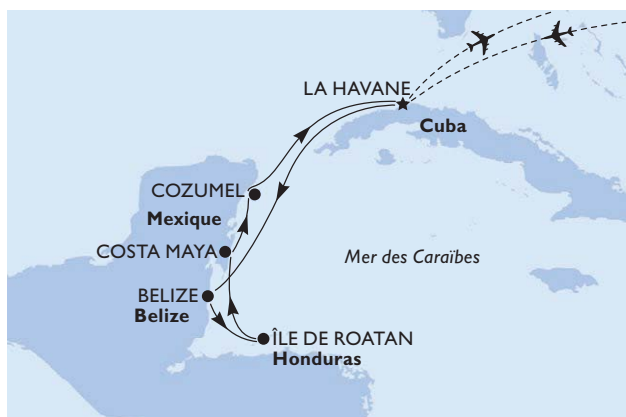 LA HAVANE
Cuba
COZUMEL
Mexique
COSTA MAYA
Mer des Caraïbes
BELIZE
Belize
ÎLE DE ROATAN
Honduras